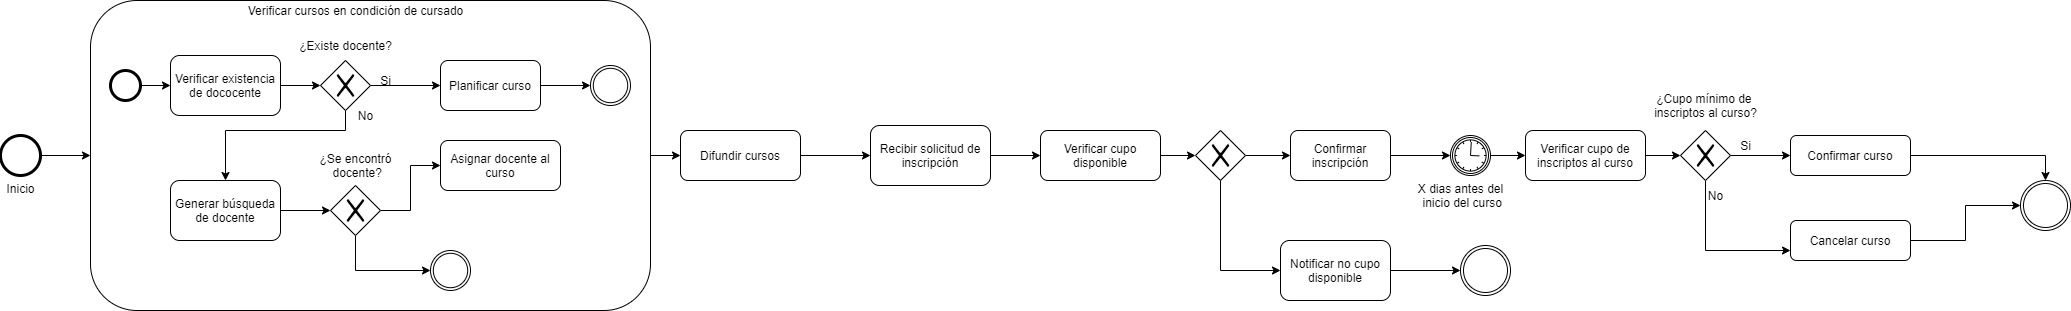 Verificar cursos en condición de cursado
¿Existe docente?
Verificar existencia
de dococente
Si
Planificar curso
No
¿Se encontró
docente?
Asignar docente al
curso
Generar búsqueda
de docente
Inicio
Difundir cursos
Recibir solicitud de
inscripción
Verificar cupo
disponible
Confirmar
inscripción
Notificar no cupo
disponible
X dias antes del
inicio del curso
Verificar cupo de
inscriptos al curso
¿Cupo mínimo de
inscriptos al curso?
Si
Confirmar curso
No
Cancelar curso